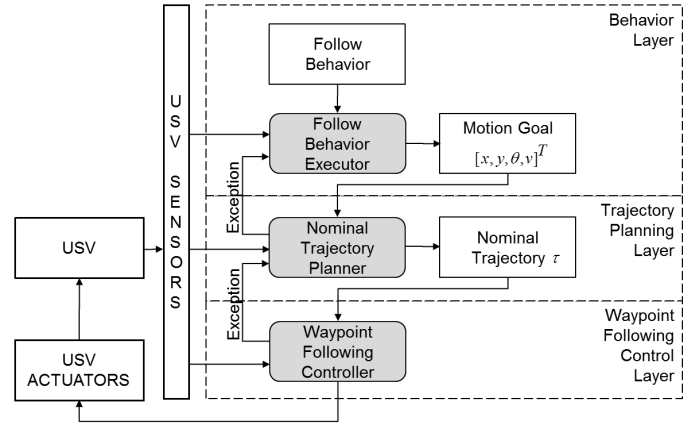 Behavior
Layer
Follow
Behavior
U
S
V
S
E
N
S
O
R
S
Follow
Behavior
Executor
Motion Goal
[x, y, θ, v]^T
Exception
Trajectory
Planning
Layer
USV
Nominal
Trajectory
Planner
Nominal
Trajectory τ
Exception
Waypoint
Following
Control
Layer
Waypoint
Following
Controller
USV
ACTUATORS